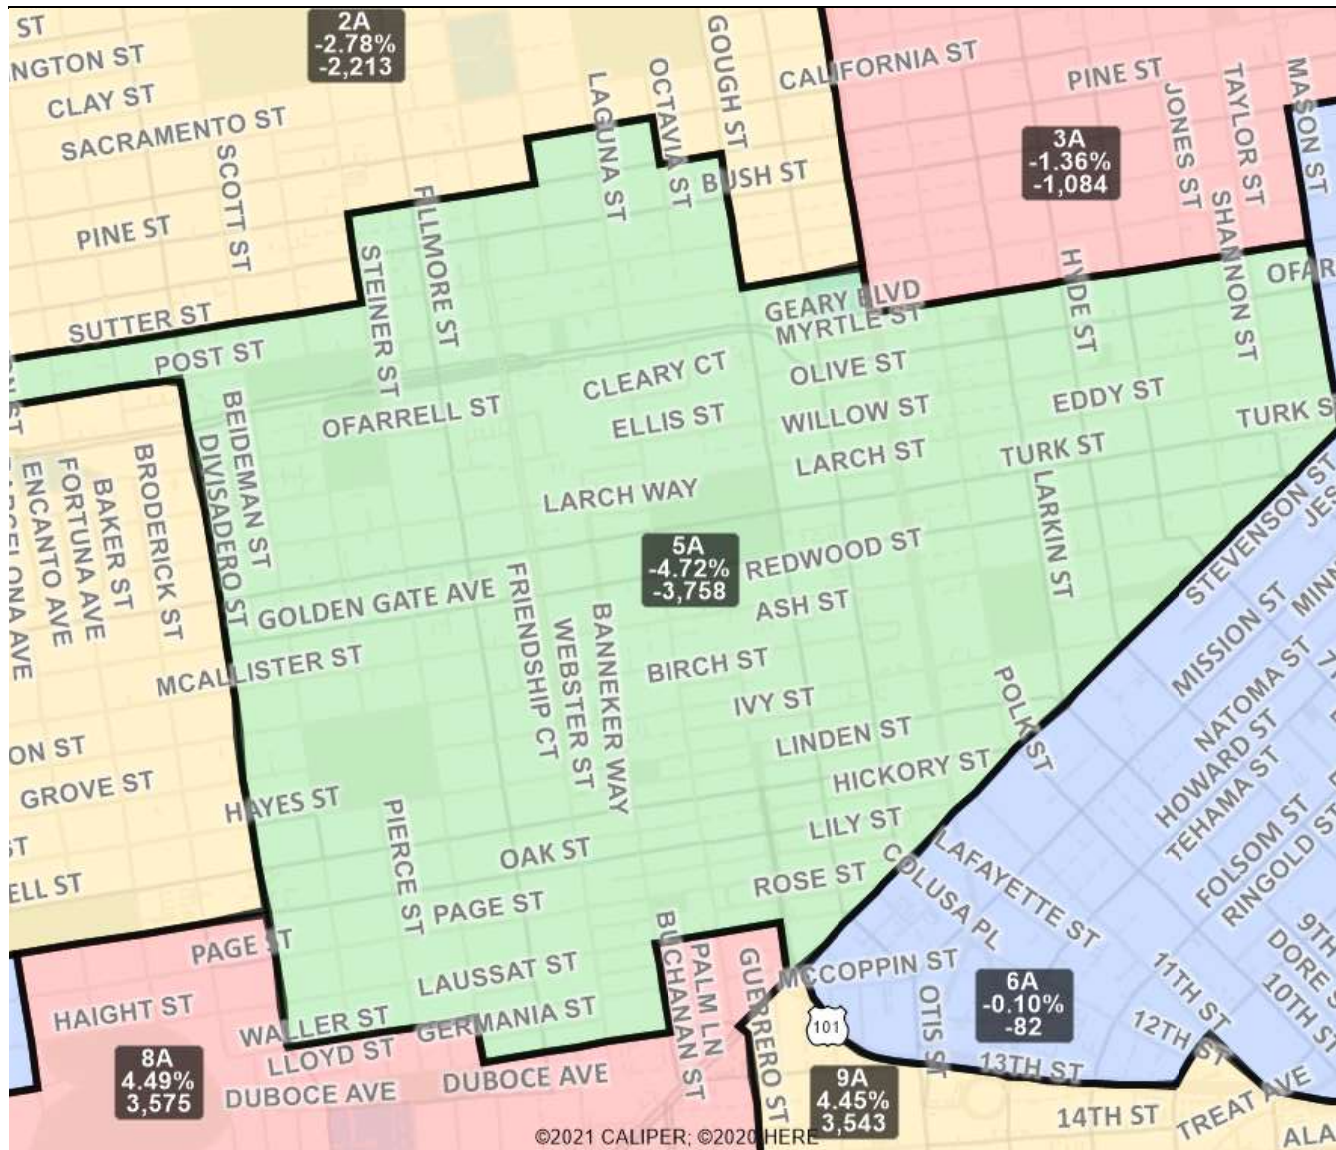 ST
NGTON ST
CLAY ST
SACRAMENTO ST
2A
-2.78%
-2,213
GOUGH ST
OCTAVIA ST
LAGUNA ST
CALIFORNIA ST
PINE ST
JONES ST
TAYLOR ST
MASON ST
3A
-1.36%
-1,084
BUSH ST
SCOTT ST
PINE ST
FILLMORE ST
STEINER ST
SHANNON ST
HYDE ST
OFAR
SUTTER ST
POST ST
GEARY BLVD
MYRTLE ST
OLIVE ST
CLEARY CT
WILLOW ST
EDDY ST
TURK S
OFARRELL ST
ELLIS ST
LARCH ST
TURK ST
ST
BEIDEMAN ST
DIVISADERO ST
BRODERICK ST
BAKER ST
FORTUNA AVE
ENCANTO AVE
ARCELONA AVE
LARCH WAY
LARKIN ST
STEVENSON ST
JES
5A
-4.72%
-3,758
REDWOOD ST
ASH ST
GOLDEN GATE AVE
FRIENDSHIP CT
WEBSTER ST
BANNEKER WAY
MISSION ST
MINN
MCALLISTER ST
BIRCH ST
IVY ST
POLK ST
NATOMA ST
7
ON ST
GROVE ST
LINDEN ST
HICKORY ST
HOWARD ST
TEHAMA ST
HAYES ST
PIERCE ST
LILY ST
FOLSOM ST
RINGOLD ST
ST
OAK ST
ELL ST
ROSE ST
COLUSA PL
LAFAYETTE ST
PAGE ST
PAGE ST
BUCHANAN ST
PALM LN
GUERRERO ST
9TH
DORE S
10TH ST
11TH ST
12TH ST
LAUSSAT ST
MCCOPPIN ST
OTIS ST
6A
-0.10%
-82
HAIGHT ST
WALLER ST
GERMANIA ST
101
LLOYD ST
13TH ST
8A
4.49%
3,575
DUBOCE AVE
DUBOCE AVE
9A
4.45%
3,543
14TH ST
TREAT AVE
ALA
©2021 CALIPER; ©2020 HERE